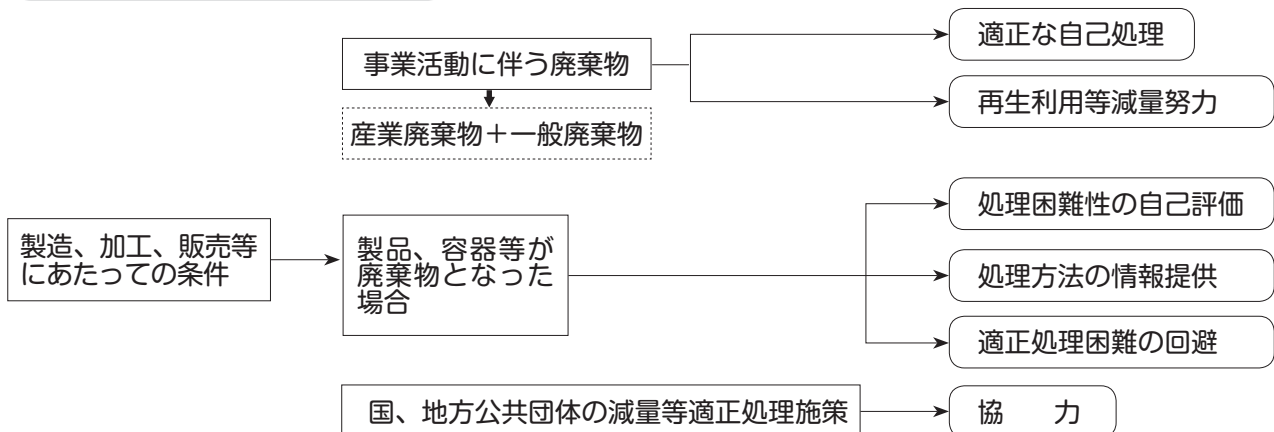 事業活動に伴う廃棄物
産業廃棄物＋一般廃棄物
適正な自己処理
再生利用等減量努力
製造、加工、販売等
にあたっての条件
製品、容器等が
廃棄物となった
場合
処理困難性の自己評価
処理方法の情報提供
適正処理困難の回避
国、地方公共団体の減量等適正処理施策
協　力